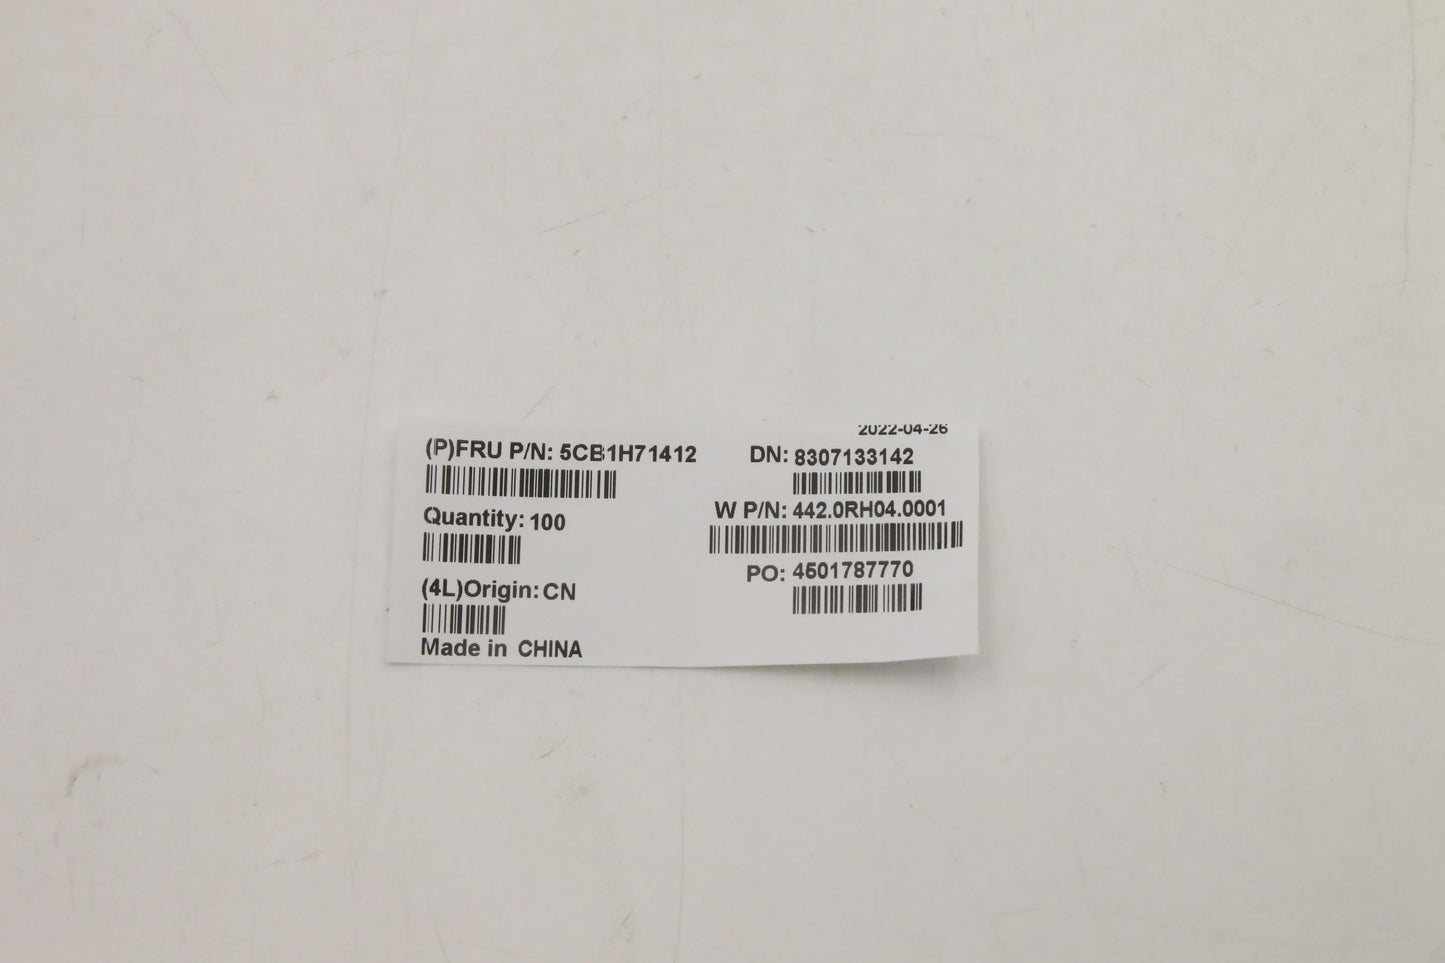 2022-04-26
(P)FRU P/N: 5CB1H71412
DN: 8307133142
W P/N: 442.0RH04.0001
Quantity: 100
PO: 4501787770
(4L)Origin: CN
Made in CHINA